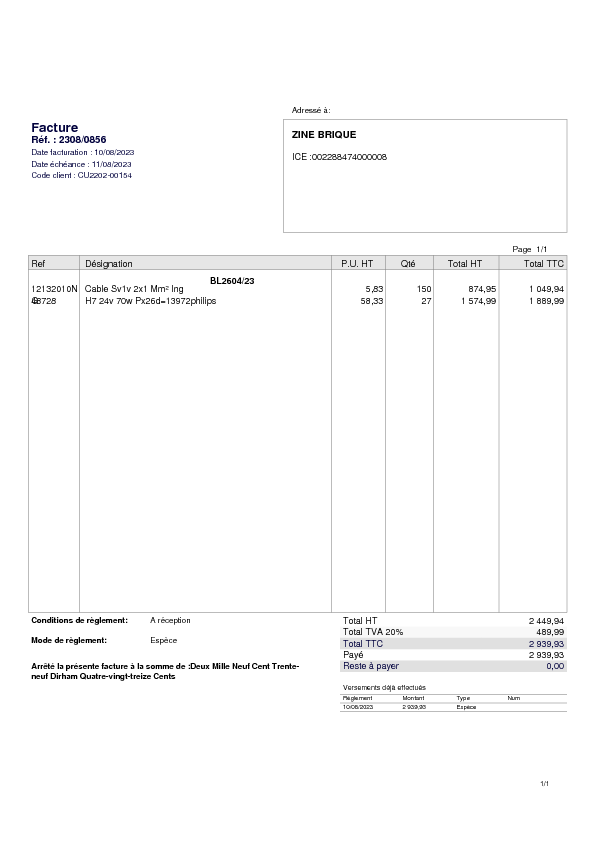 Adressé à:
Facture
Réf. : 2308/0856
Date facturation : 10/08/2023
Date échéance : 11/08/2023
Code client : CU2202-00154
ZINE BRIQUE
ICE :002288474000008
Page 1/1
Ref Désignation P.U. HT Qté Total HT Total TTC
BL2604/23
12132010N Cable Sv1v 2x1 Mm² Ing 5,83 150 874,95 1 049,94
H7 24v 70w Px26d=13972philips 58,33 27 1 574,99 1 889,99
Conditions de règlement: A réception
Mode de règlement: Espèce
Arrêté la présente facture à la somme de :Deux Mille Neuf Cent Trente-
neuf Dirham Quatre-vingt-treize Cents
Total HT 2 449,94
Total TVA 20% 489,99
Total TTC 2 939,93
Payé 2 939,93
Reste à payer 0,00
Versements déjà effectués
Règlement Montant Type Num
10/08/2023 2 939,93 Espèce
1/1